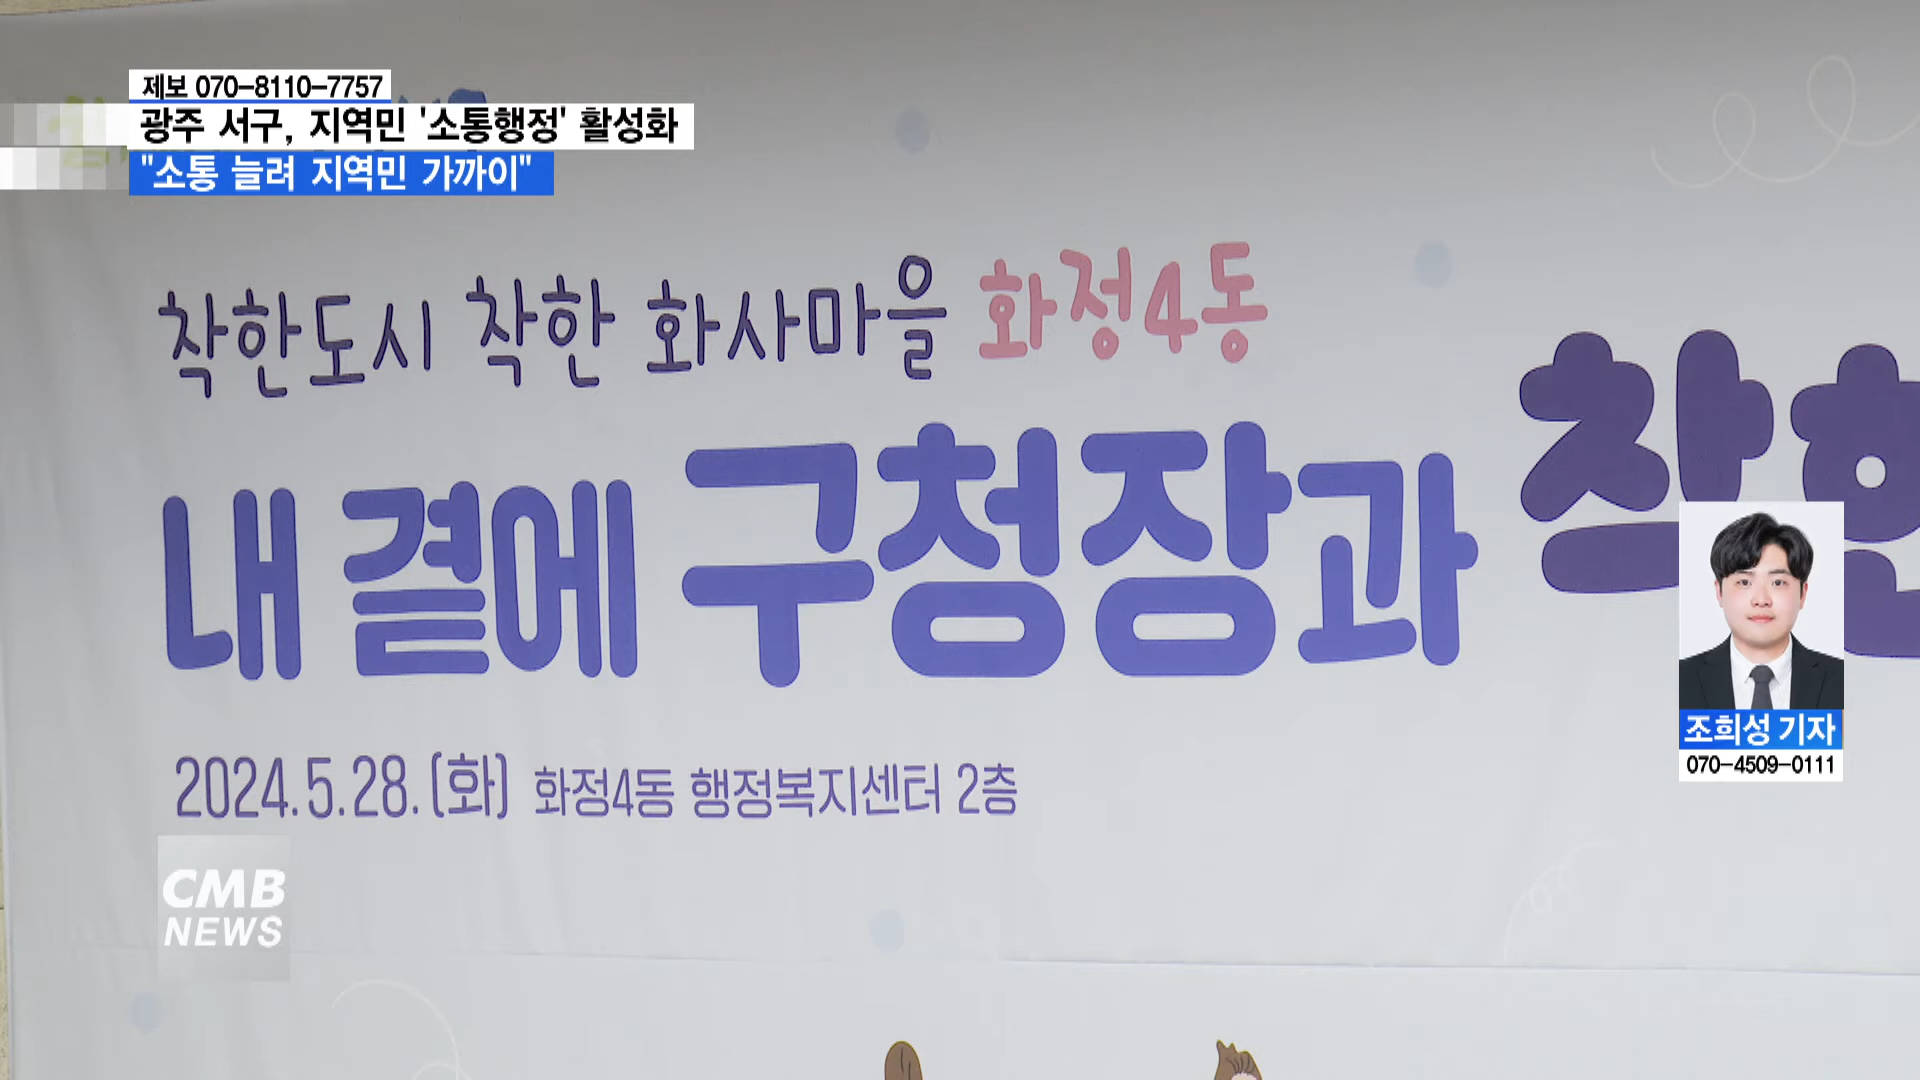 제보 070-8110-7757
광주 서구, 지역민 '소통행정' 활성화
"소통 늘려 지역민 가까이"
착한도시 착한 화사마을 화정4동
내 곁에 구청장과 착한
2024.5.28.(화) 화정4동 행정복지센터 2층
조희성 기자
070-4509-0111
CMB
NEWS